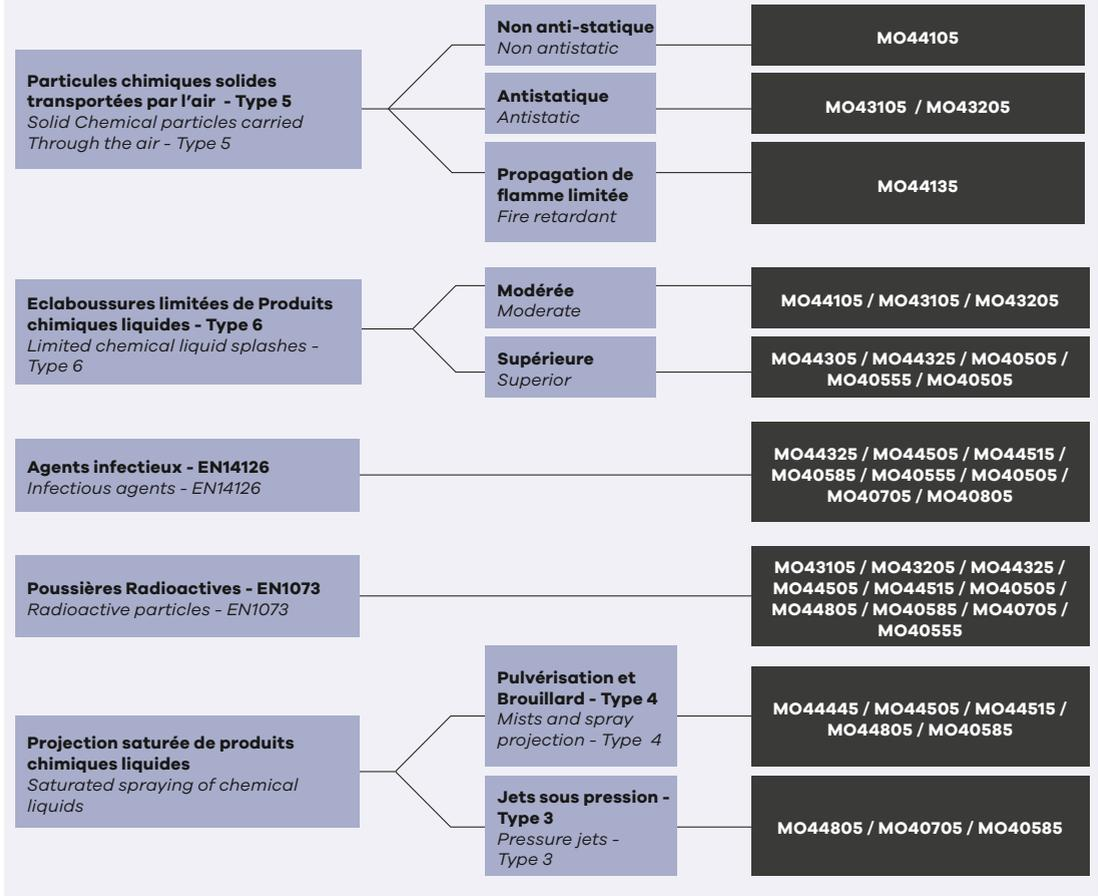 Particules chimiques solides
transportées par l'air  - Type 5
Solid Chemical particles carried
Through the air - Type 5
Non anti-statique
Non antistatic
MO44105
Antistatique
Antistatic
MO43105  / MO43205
Propagation de
flamme limitée
Fire retardant
MO44135
Eclaboussures limitées de Produits
chimiques liquides - Type 6
Limited chemical liquid splashes -
Type 6
Modérée
Moderate
MO44105 / MO43105 / MO43205
Supérieure
Superior
MO44305 / MO44325 / MO40505 /
MO40555 / MO40505
Agents infectieux - EN14126
Infectious agents - EN14126
MO44325 / MO44505 / MO44515 /
MO40585 / MO40555 / MO40505 /
MO40705 / MO40805
Poussières Radioactives - EN1073
Radioactive particles - EN1073
MO43105 / MO43205 / MO44325 /
MO44505 / MO44515 / MO40505 /
MO44805 / MO40585 / MO40705 /
MO40555
Projection saturée de produits
chimiques liquides
Saturated spraying of chemical
liquids
Pulvérisation et
Brouillard - Type 4
Mists and spray
projection - Type  4
MO44445 / MO44505 / MO44515 /
MO44805 / MO40585
Jets sous pression -
Type 3
Pressure jets -
Type 3
MO44805 / MO40705 / MO40585